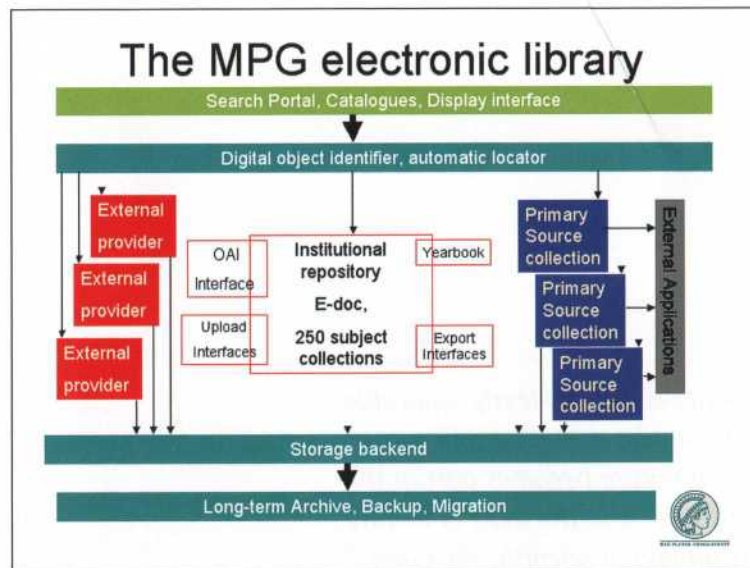 The MPG electronic library
Search Portal, Catalogues, Display interface
Digital object identifier, automatic locator
External
provider
External
provider
External
provider
OAI
Interface
Upload
Interfaces
Institutional
repository
E-doc,
250 subject
collections
Yearbook
Export
Interfaces
Primary
Source
collection
Primary
Source
collection
Primary
Source
collection
External Applications
Storage backend
Long-term Archive, Backup, Migration